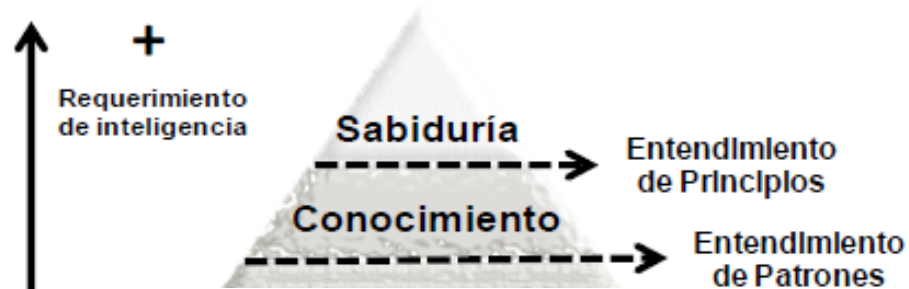 +
Requerimiento
de inteligencia
Sabiduría
Entendimiento
de Principios
Conocimiento
Entendimiento
de Patrones